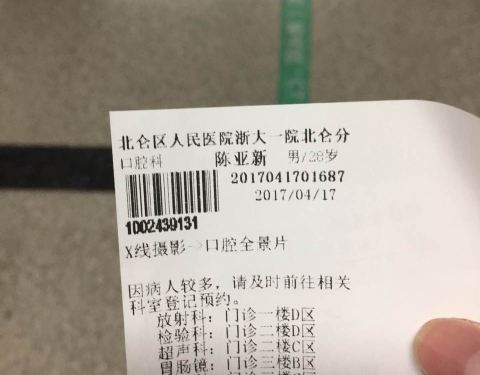 北仑区人民医院浙大一院北仑分
口腔科 陈亚新 男/28岁
2017041701687
2017/04/17
1002439131
X线摄影->口腔全景片
因病人较多,请及时前往相关
科室登记预约。
放射科:门诊一楼D区
检验科:门诊二楼D区
超声科:门诊二楼C区
胃肠镜:门诊三楼B区